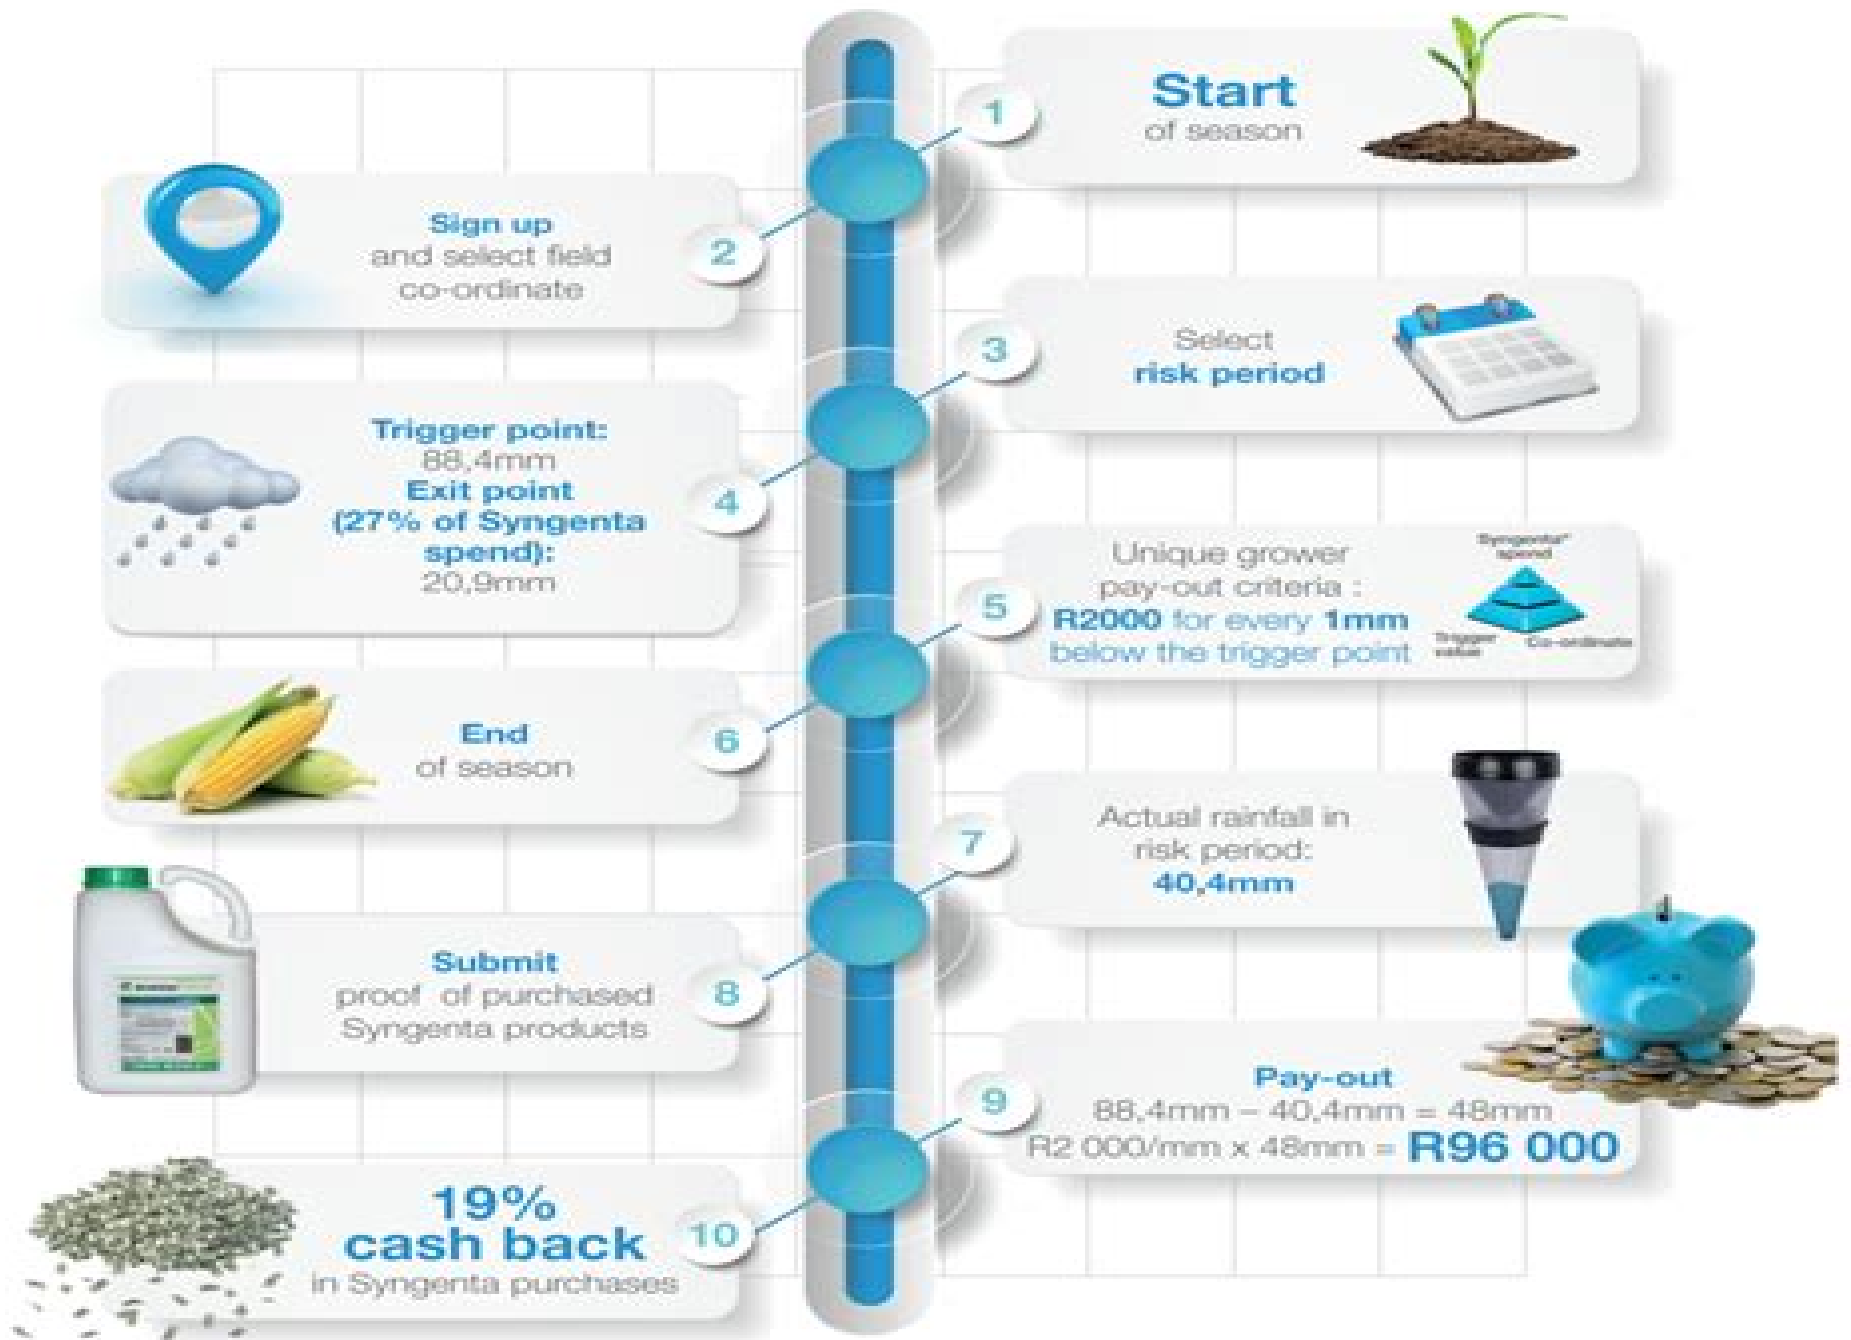 1
Start
of season
2
Sign up
and select field
co-ordinate
3
Select
risk period
4
Trigger point:
88,4mm
Exit point
(27% of Syngenta
spend):
20,9mm
5
Unique grower
pay-out criteria :
R2000 for every 1mm
below the trigger point
Syngenta*
spend
Trigger
value
Co-ordinate
6
End
of season
7
Actual rainfall in
risk period:
40,4mm
8
Submit
proof of purchased
Syngenta products
9
Pay-out
88,4mm – 40,4mm = 48mm
R2 000/mm x 48mm = R96 000
10
19%
cash back
in Syngenta purchases